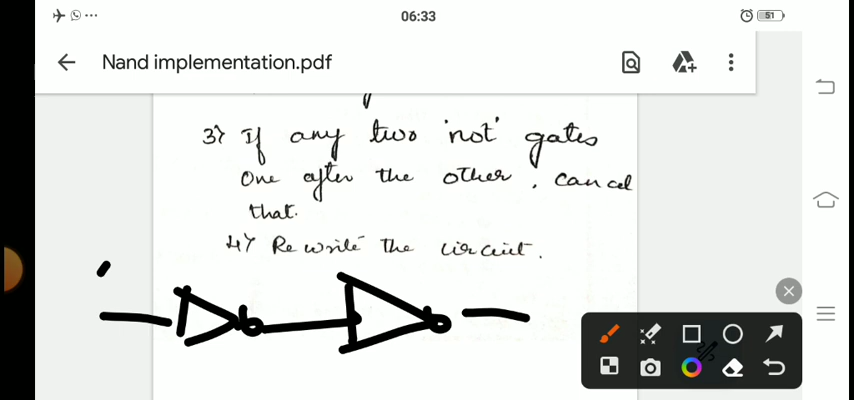 06:33
51
Nand implementation.pdf
3) If any two 'not' gates
One after the other, cancel
that.
4) Rewrite the circuit.